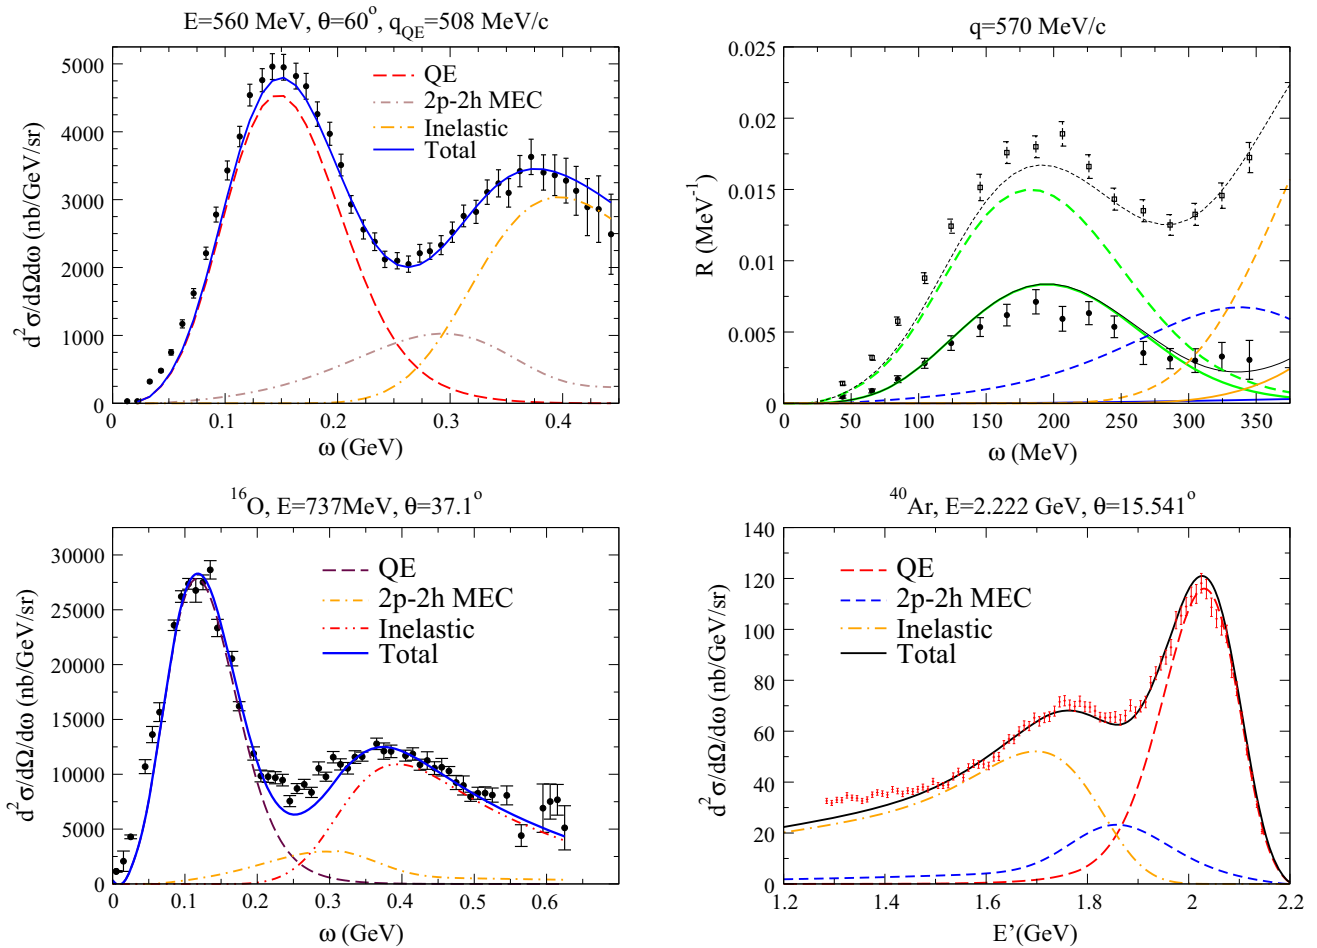 E=560 MeV, θ=60°, q_QE=508 MeV/c
5000
4000
3000
2000
1000
0
d²σ/dΩdω (nb/GeV/sr)
QE
2p-2h MEC
Inelastic
Total
0 0.1 0.2 0.3 0.4
ω (GeV)
q=570 MeV/c
0.025
0.02
0.015
0.01
0.005
0
R (MeV⁻¹)
0 50 100 150 200 250 300 350
ω (MeV)
¹⁶O, E=737MeV, θ=37.1°
30000
25000
20000
15000
10000
5000
0
d²σ/dΩ/dω (nb/GeV/sr)
QE
2p-2h MEC
Inelastic
Total
0 0.1 0.2 0.3 0.4 0.5 0.6
ω (GeV)
⁴⁰Ar, E=2.222 GeV, θ=15.541°
140
120
100
80
60
40
20
0
d²σ/dΩ/dω (nb/GeV/sr)
QE
2p-2h MEC
Inelastic
Total
1.2 1.4 1.6 1.8 2 2.2
E'(GeV)